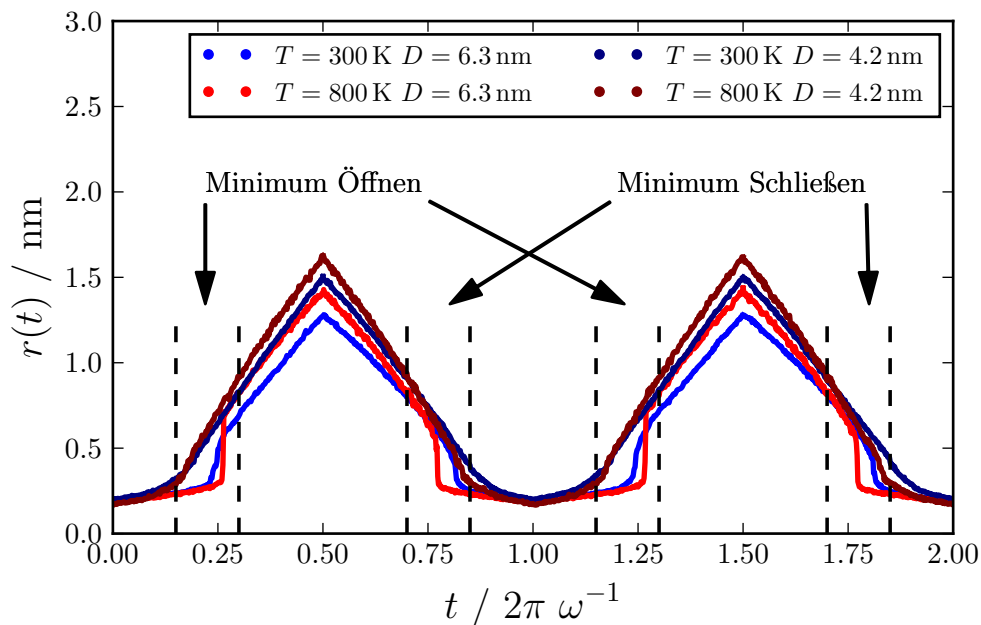 3.0
T = 300 K D = 6.3 nm
T = 300 K D = 4.2 nm
T = 800 K D = 6.3 nm
T = 800 K D = 4.2 nm
2.5
Minimum Öffnen
Minimum Schließen
2.0
r(t) / nm
1.5
1.0
0.5
0.0
0.00 0.25 0.50 0.75 1.00 1.25 1.50 1.75 2.00
t / 2π ω⁻¹